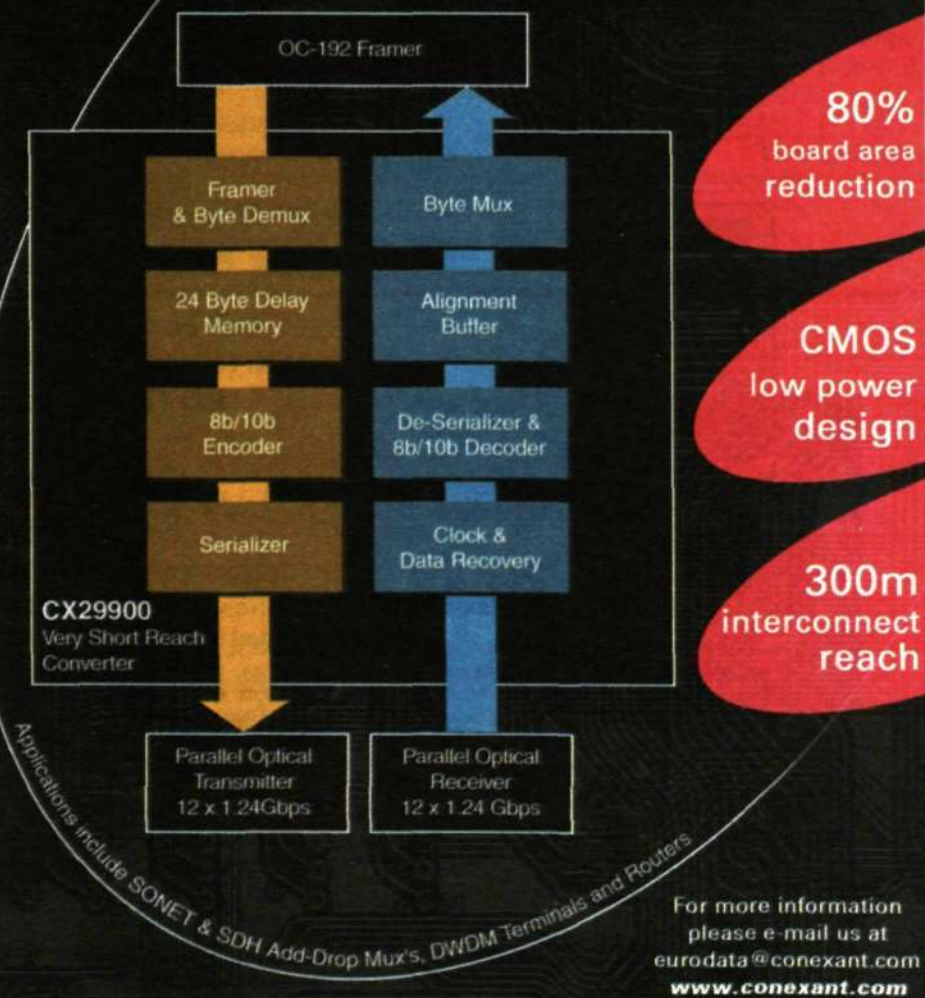 OC-192 Framer
Framer
& Byte Demux
24 Byte Delay
Memory
8b/10b
Encoder
Serializer
Byte Mux
Alignment
Buffer
De-Serializer &
8b/10b Decoder
Clock &
Data Recovery
CX29900
Very Short Reach
Converter
Parallel Optical
Transmitter
12 x 1.24Gbps
Parallel Optical
Receiver
12 x 1.24 Gbps
80%
board area
reduction
CMOS
low power
design
300m
interconnect
reach
Applications include SONET & SDH Add-Drop Mux's, DWDM Terminals and Routers
For more information
please e-mail us at
eurodata@conexant.com
www.conexant.com